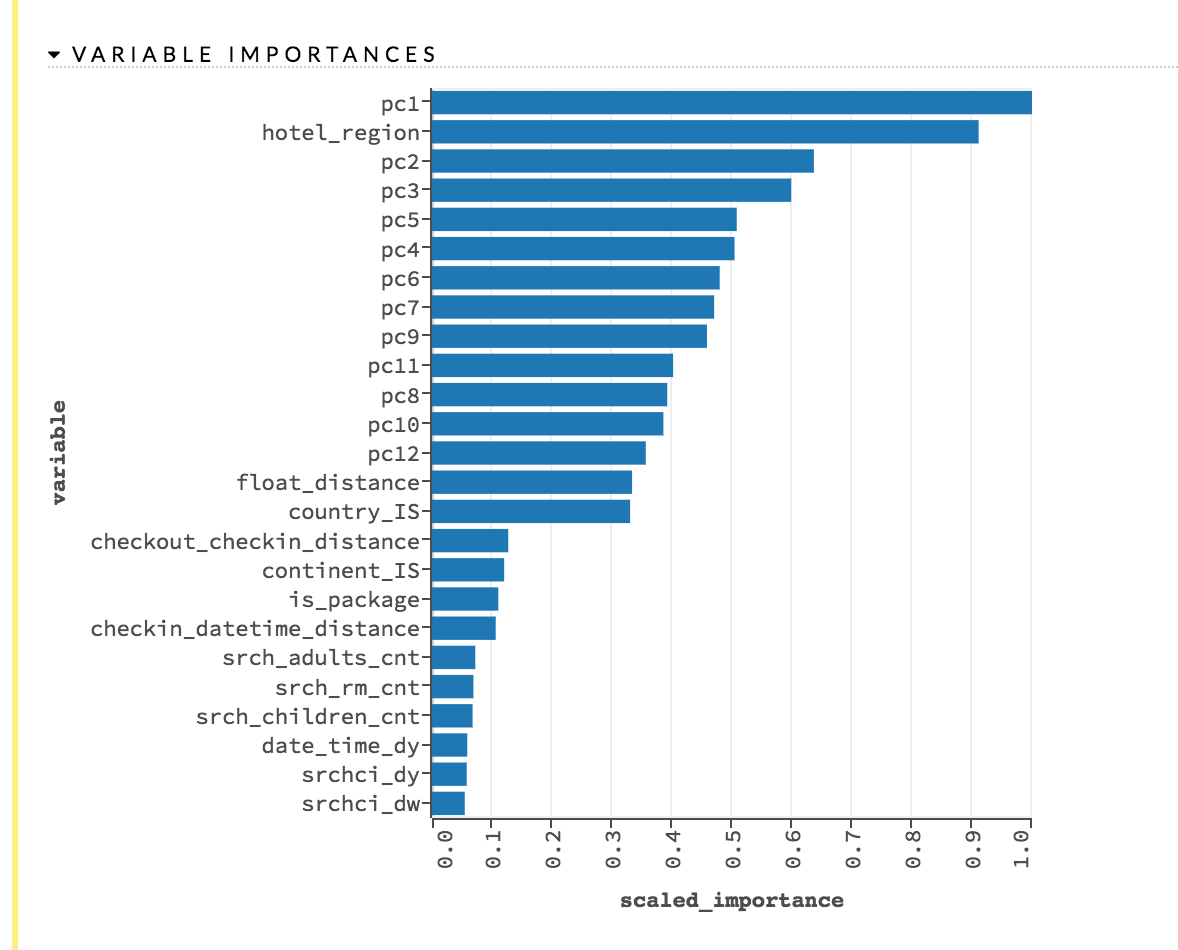 VARIABLE IMPORTANCES
pc1
hotel_region
pc2
pc3
pc5
pc4
pc6
pc7
pc9
pc11
pc8
pc10
pc12
float_distance
country_IS
checkout_checkin_distance
continent_IS
is_package
checkin_datetime_distance
srch_adults_cnt
srch_rm_cnt
srch_children_cnt
date_time_dy
srchci_dy
srchci_dw
variable
0.0 0.1 0.2 0.3 0.4 0.5 0.6 0.7 0.8 0.9 1.0
scaled_importance